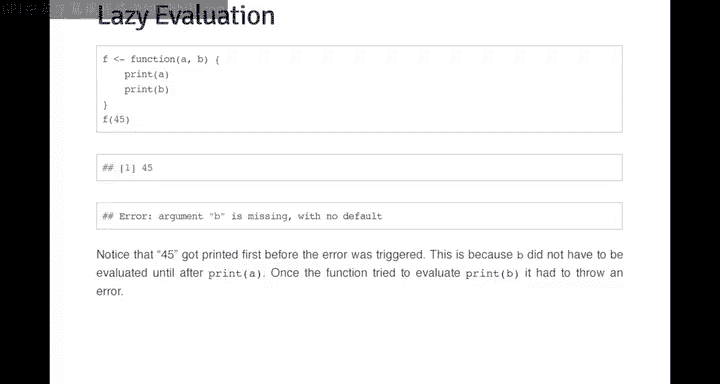 Lazy Evaluation
f <- function(a, b) {
print(a)
print(b)
}
f(45)
## [1] 45
## Error: argument "b" is missing, with no default
Notice that “45” got printed first before the error was triggered. This is because b did not have to be
evaluated until after print(a). Once the function tried to evaluate print(b) it had to throw an
error.